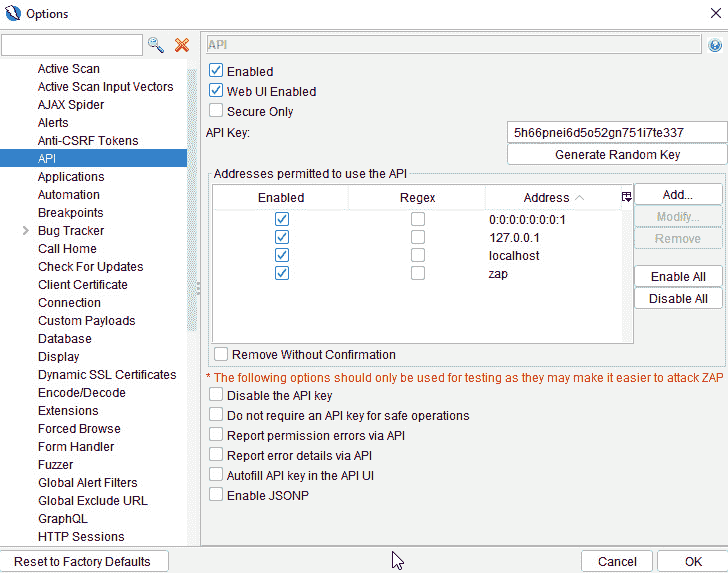 Options
API
Active Scan
Active Scan Input Vectors
AJAX Spider
Alerts
Anti-CSRF Tokens
API
Applications
Automation
Breakpoints
Bug Tracker
Call Home
Check For Updates
Client Certificate
Connection
Custom Payloads
Database
Display
Dynamic SSL Certificates
Encode/Decode
Extensions
Forced Browse
Form Handler
Fuzzer
Global Alert Filters
Global Exclude URL
GraphQL
HTTP Sessions
Enabled
Web UI Enabled
Secure Only
API Key: 5h66pnei6d5o52gn751i7te337
Generate Random Key
Addresses permitted to use the API
Enabled Regex Address
0:0:0:0:0:0:0:1
127.0.0.1
localhost
zap
Add...
Modify...
Remove
Enable All
Disable All
Remove Without Confirmation
* The following options should only be used for testing as they may make it easier to attack ZAP
Disable the API key
Do not require an API key for safe operations
Report permission errors via API
Report error details via API
Autofill API key in the API UI
Enable JSONP
Reset to Factory Defaults Cancel OK